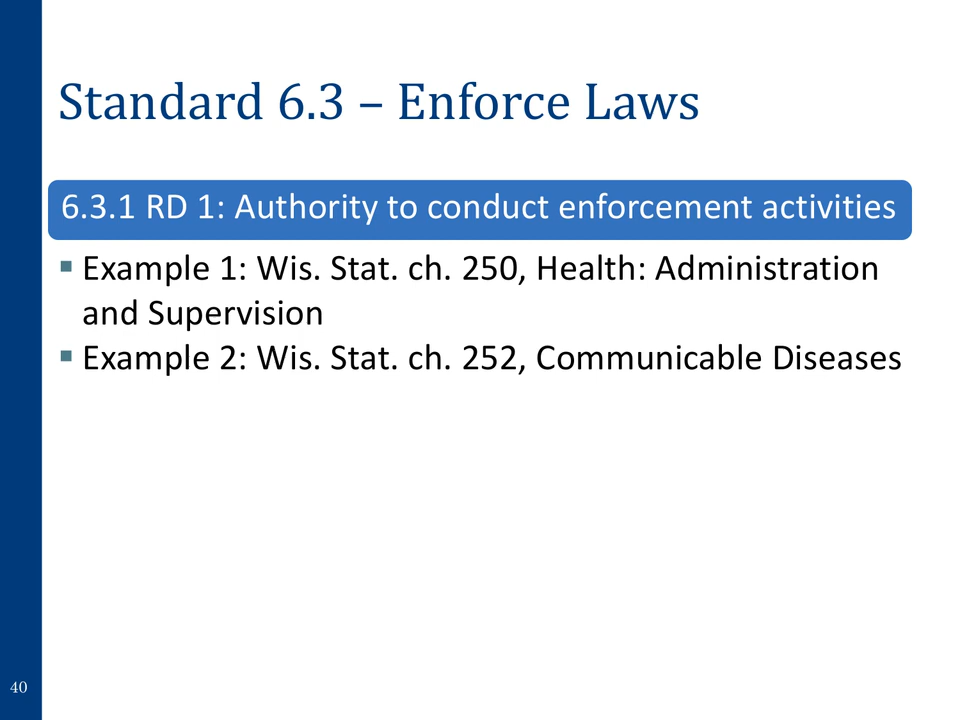 Standard 6.3 – Enforce Laws
6.3.1 RD 1: Authority to conduct enforcement activities
▪ Example 1: Wis. Stat. ch. 250, Health: Administration
and Supervision
▪ Example 2: Wis. Stat. ch. 252, Communicable Diseases
40